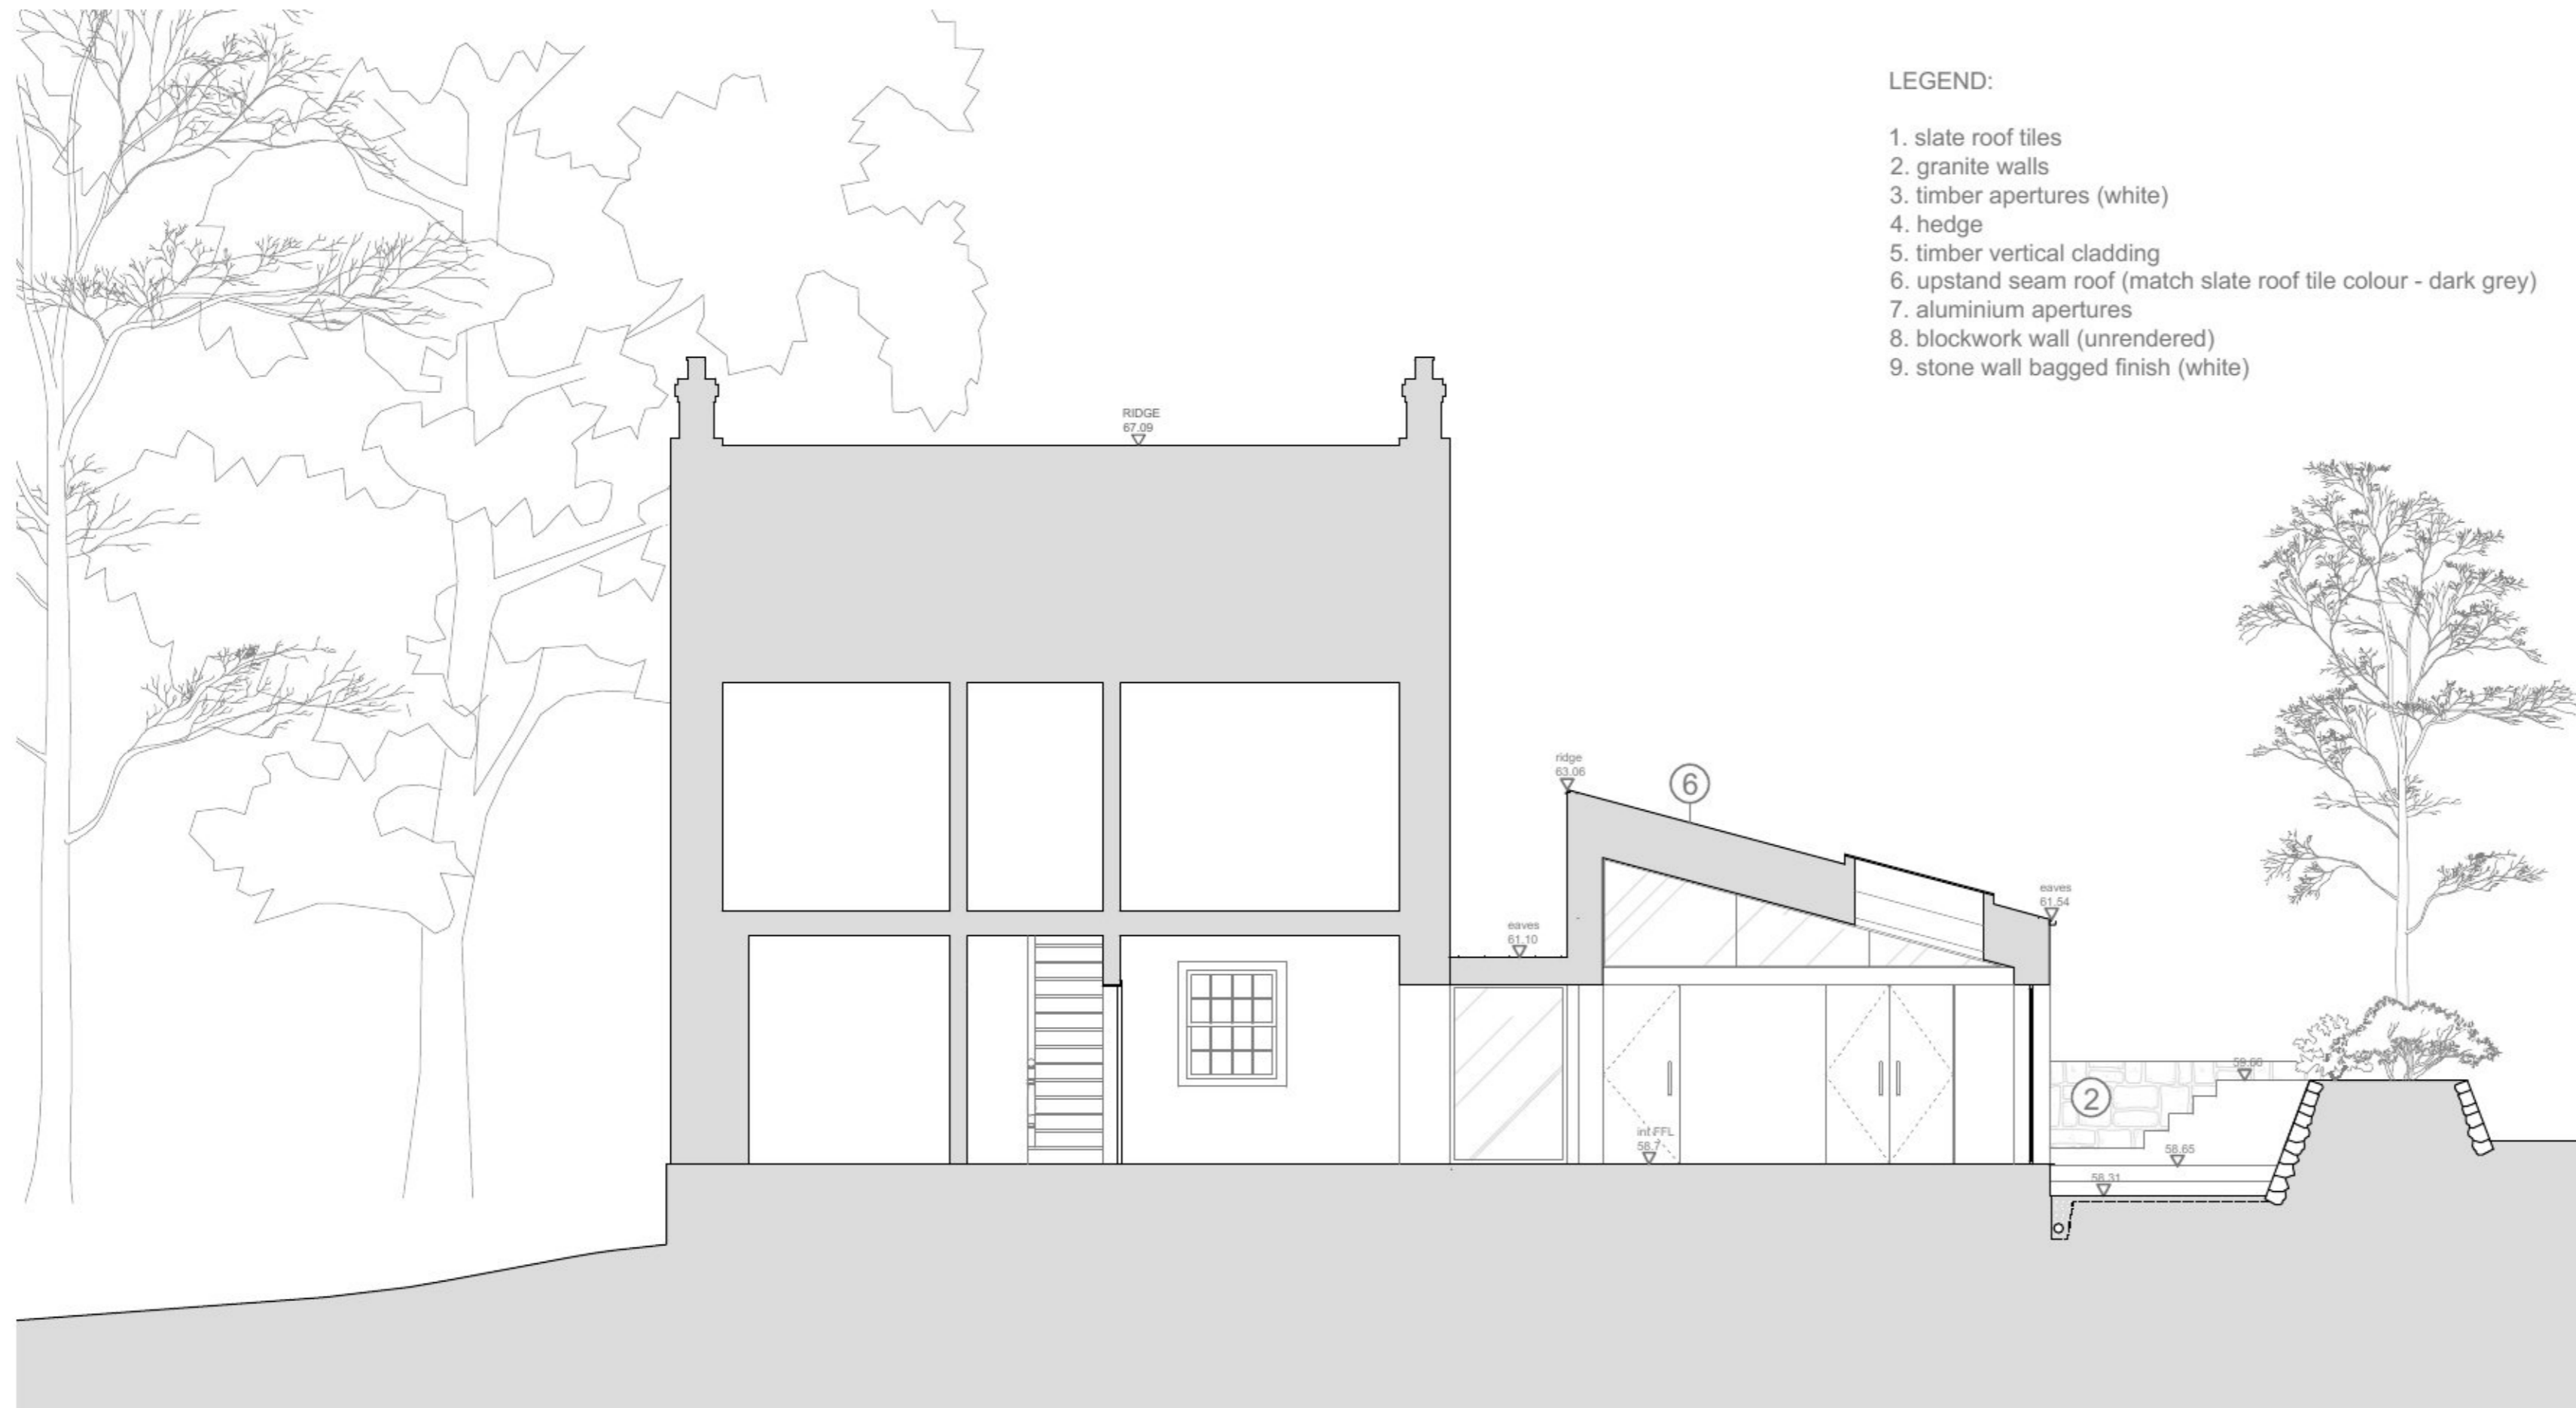 LEGEND:
1. slate roof tiles
2. granite walls
3. timber apertures (white)
4. hedge
5. timber vertical cladding
6. upstand seam roof (match slate roof tile colour - dark grey)
7. aluminium apertures
8. blockwork wall (unrendered)
9. stone wall bagged finish (white)
RIDGE
67.09
ridge
63.06
6
eaves
61.54
eaves
61.10
2
int FFL
58.7
58.65
58.31